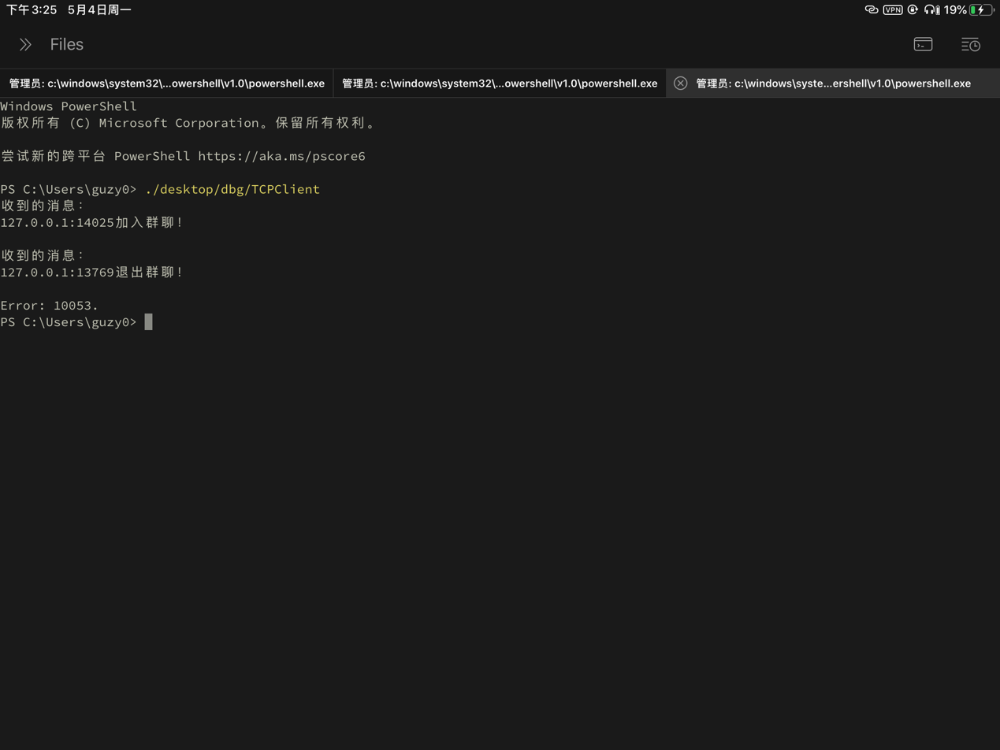 下午3:25 5月4日周一
VPN 19%
Files
管理员: c:\windows\system32\...owershell\v1.0\powershell.exe 管理员: c:\windows\system32\...owershell\v1.0\powershell.exe 管理员: c:\windows\syste...ershell\v1.0\powershell.exe
Windows PowerShell
版权所有 (C) Microsoft Corporation。保留所有权利。
尝试新的跨平台 PowerShell https://aka.ms/pscore6
PS C:\Users\guzy0> ./desktop/dbg/TCPClient
收到的消息:
127.0.0.1:14025加入群聊!
收到的消息:
127.0.0.1:13769退出群聊!
Error: 10053.
PS C:\Users\guzy0>